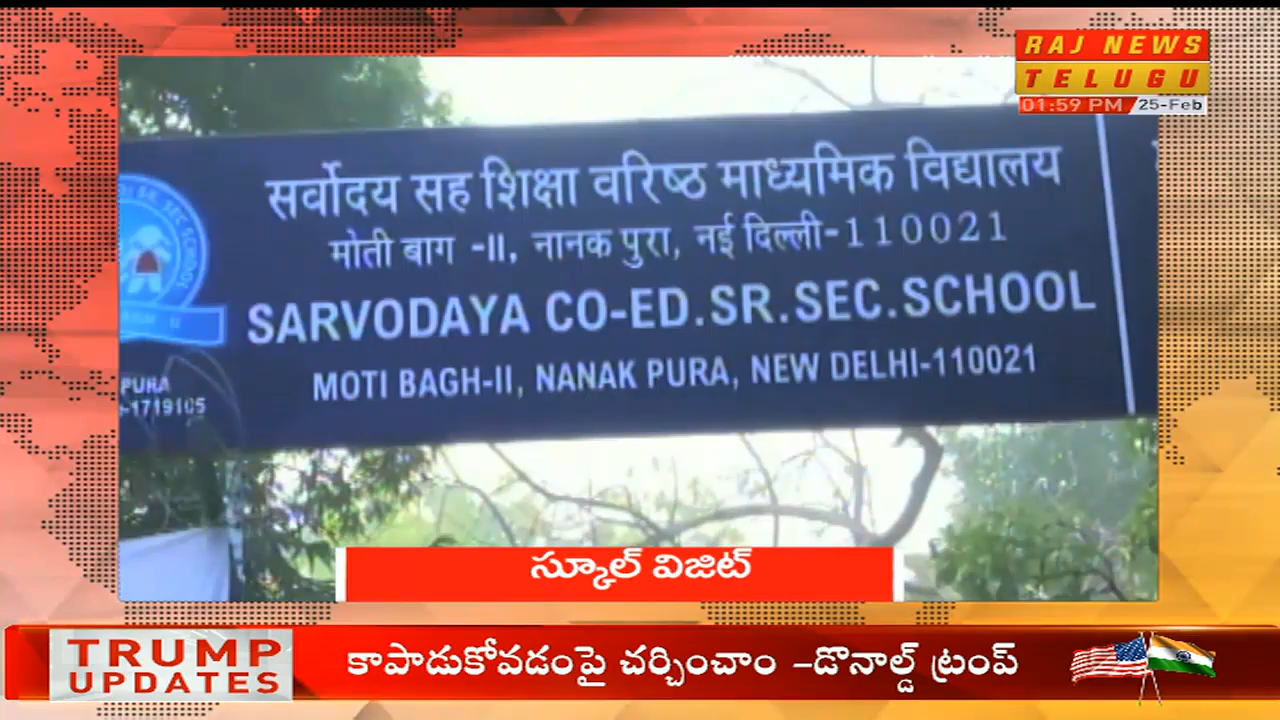 RAJ NEWS
TELUGU
01:59 PM 25-Feb
सर्वोदय सह शिक्षा वरिष्ठ माध्यमिक विद्यालय
मोती बाग -II, नानक पुरा, नई दिल्ली-110021
SARVODAYA CO-ED.SR.SEC.SCHOOL
MOTI BAGH-II, NANAK PURA, NEW DELHI-110021
PURA
-1719105
స్కూల్ విజిట్
TRUMP
UPDATES
కాపాడుకోవడంపై చర్చించాం –డొనాల్డ్ ట్రంప్